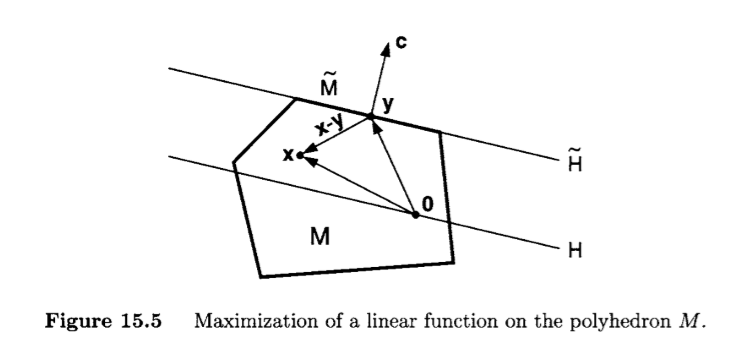 c
M̃
y
x-y
x
H̃
0
M
H
Figure 15.5 Maximization of a linear function on the polyhedron M.